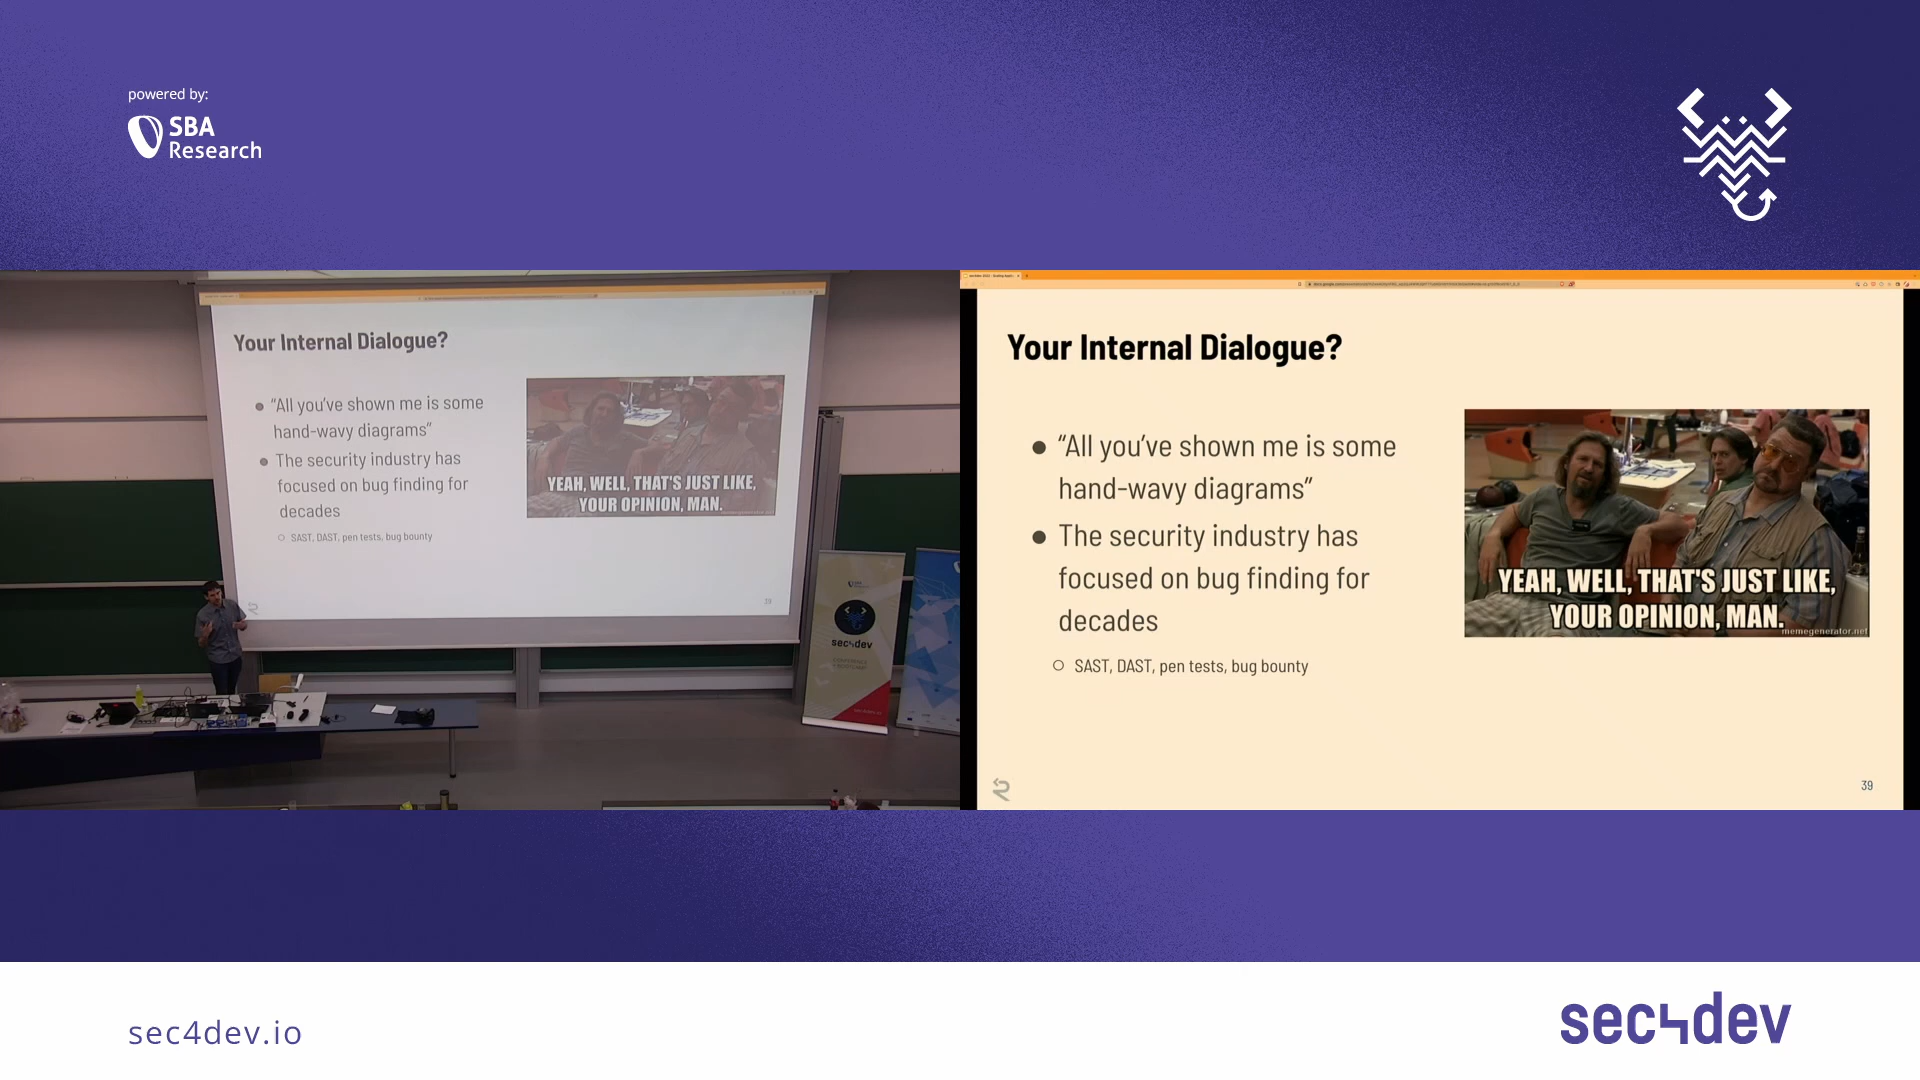 powered by:
SBA
Research
Your Internal Dialogue?
● “All you’ve shown me is some
hand-wavy diagrams”
● The security industry has
focused on bug finding for
decades
○ SAST, DAST, pen tests, bug bounty
YEAH, WELL, THAT'S JUST LIKE,
YOUR OPINION, MAN.
sec4dev
Your Internal Dialogue?
● “All you’ve shown me is some
hand-wavy diagrams”
● The security industry has
focused on bug finding for
decades
○ SAST, DAST, pen tests, bug bounty
YEAH, WELL, THAT'S JUST LIKE,
YOUR OPINION, MAN.
memegenerator.net
39
sec4dev.io
sec4dev